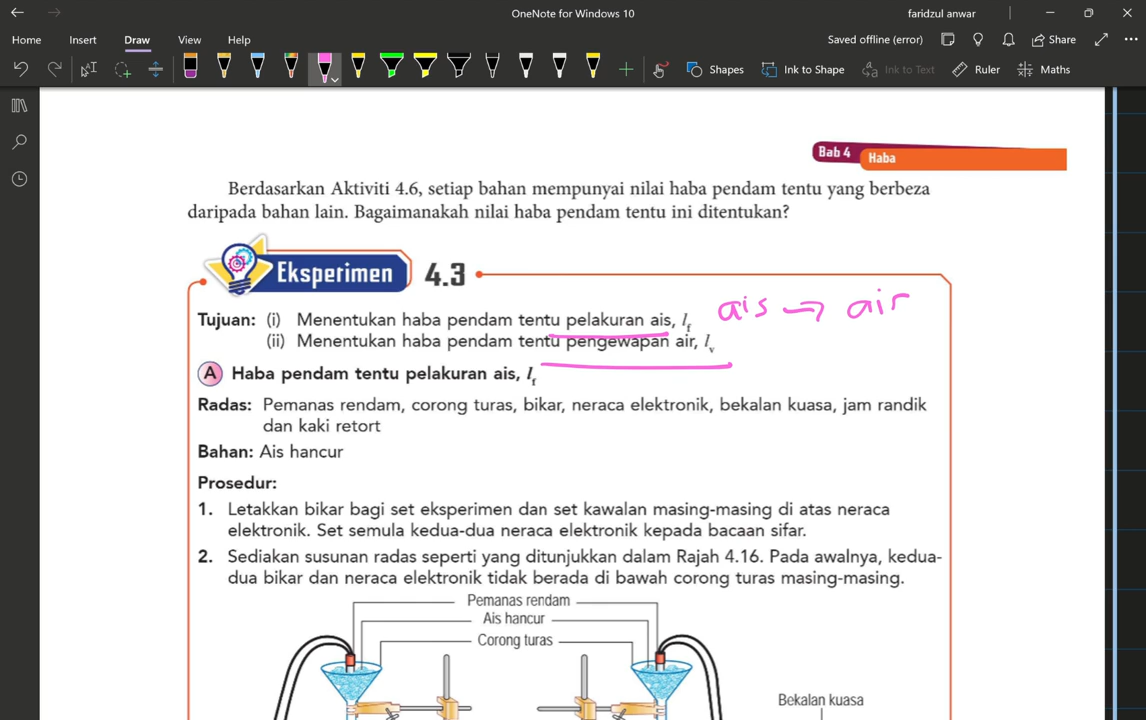 OneNote for Windows 10
faridzul anwar
Home Insert Draw View Help
Saved offline (error)
Share
Shapes
Ink to Shape
Ink to Text
Ruler
Maths
Bab 4 Haba
Berdasarkan Aktiviti 4.6, setiap bahan mempunyai nilai haba pendam tentu yang berbeza
daripada bahan lain. Bagaimanakah nilai haba pendam tentu ini ditentukan?
Eksperimen 4.3
ais → air
Tujuan: (i) Menentukan haba pendam tentu pelakuran ais, lf
(ii) Menentukan haba pendam tentu pengewapan air, lv
A Haba pendam tentu pelakuran ais, lf
Radas: Pemanas rendam, corong turas, bikar, neraca elektronik, bekalan kuasa, jam randik
dan kaki retort
Bahan: Ais hancur
Prosedur:
1. Letakkan bikar bagi set eksperimen dan set kawalan masing-masing di atas neraca
elektronik. Set semula kedua-dua neraca elektronik kepada bacaan sifar.
2. Sediakan susunan radas seperti yang ditunjukkan dalam Rajah 4.16. Pada awalnya, kedua-
dua bikar dan neraca elektronik tidak berada di bawah corong turas masing-masing.
Pemanas rendam
Ais hancur
Corong turas
Bekalan kuasa